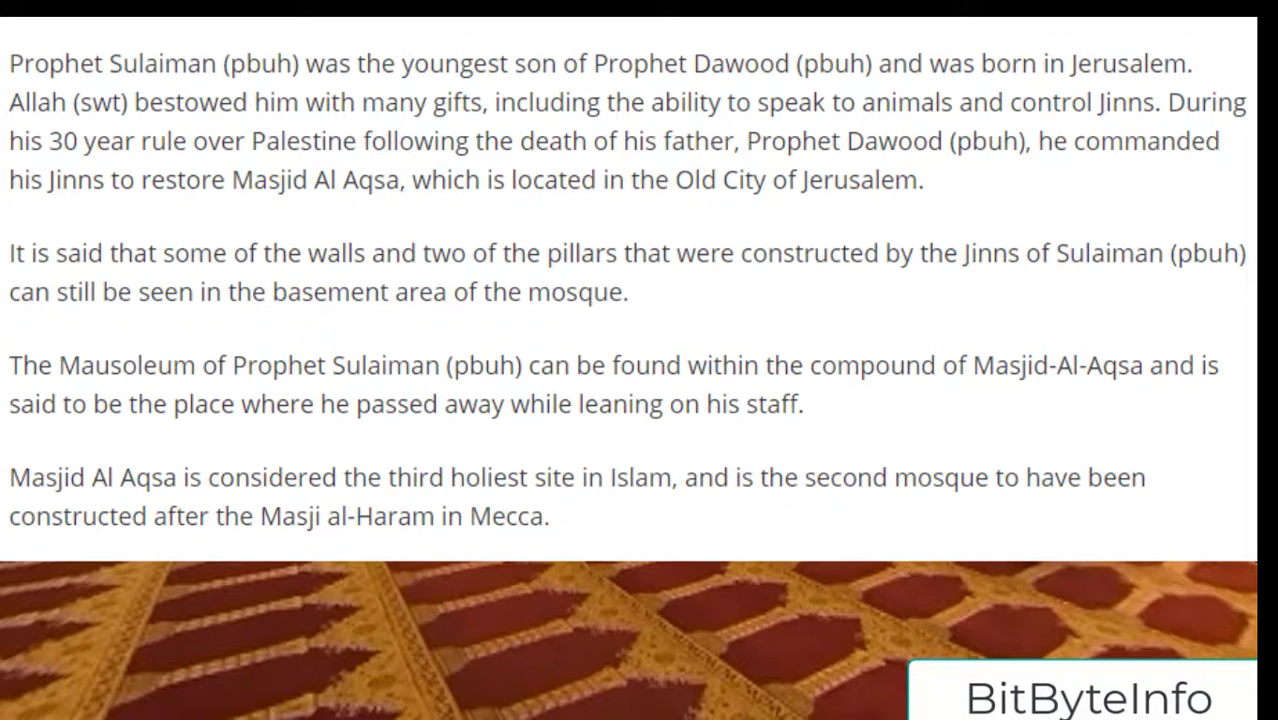 Prophet Sulaiman (pbuh) was the youngest son of Prophet Dawood (pbuh) and was born in Jerusalem.
Allah (swt) bestowed him with many gifts, including the ability to speak to animals and control Jinns. During
his 30 year rule over Palestine following the death of his father, Prophet Dawood (pbuh), he commanded
his Jinns to restore Masjid Al Aqsa, which is located in the Old City of Jerusalem.
It is said that some of the walls and two of the pillars that were constructed by the Jinns of Sulaiman (pbuh)
can still be seen in the basement area of the mosque.
The Mausoleum of Prophet Sulaiman (pbuh) can be found within the compound of Masjid-Al-Aqsa and is
said to be the place where he passed away while leaning on his staff.
Masjid Al Aqsa is considered the third holiest site in Islam, and is the second mosque to have been
constructed after the Masji al-Haram in Mecca.
BitByteInfo